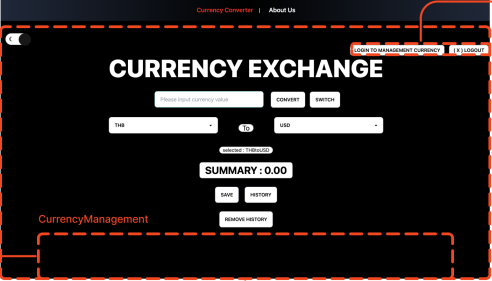 Currency Converter | About Us
LOGIN TO MANAGEMENT CURRENCY ( X ) LOGOUT
CURRENCY EXCHANGE
Please input currency value CONVERT SWITCH
THB To USD
selected : THBtoUSD
SUMMARY : 0.00
SAVE HISTORY
CurrencyManagement
REMOVE HISTORY